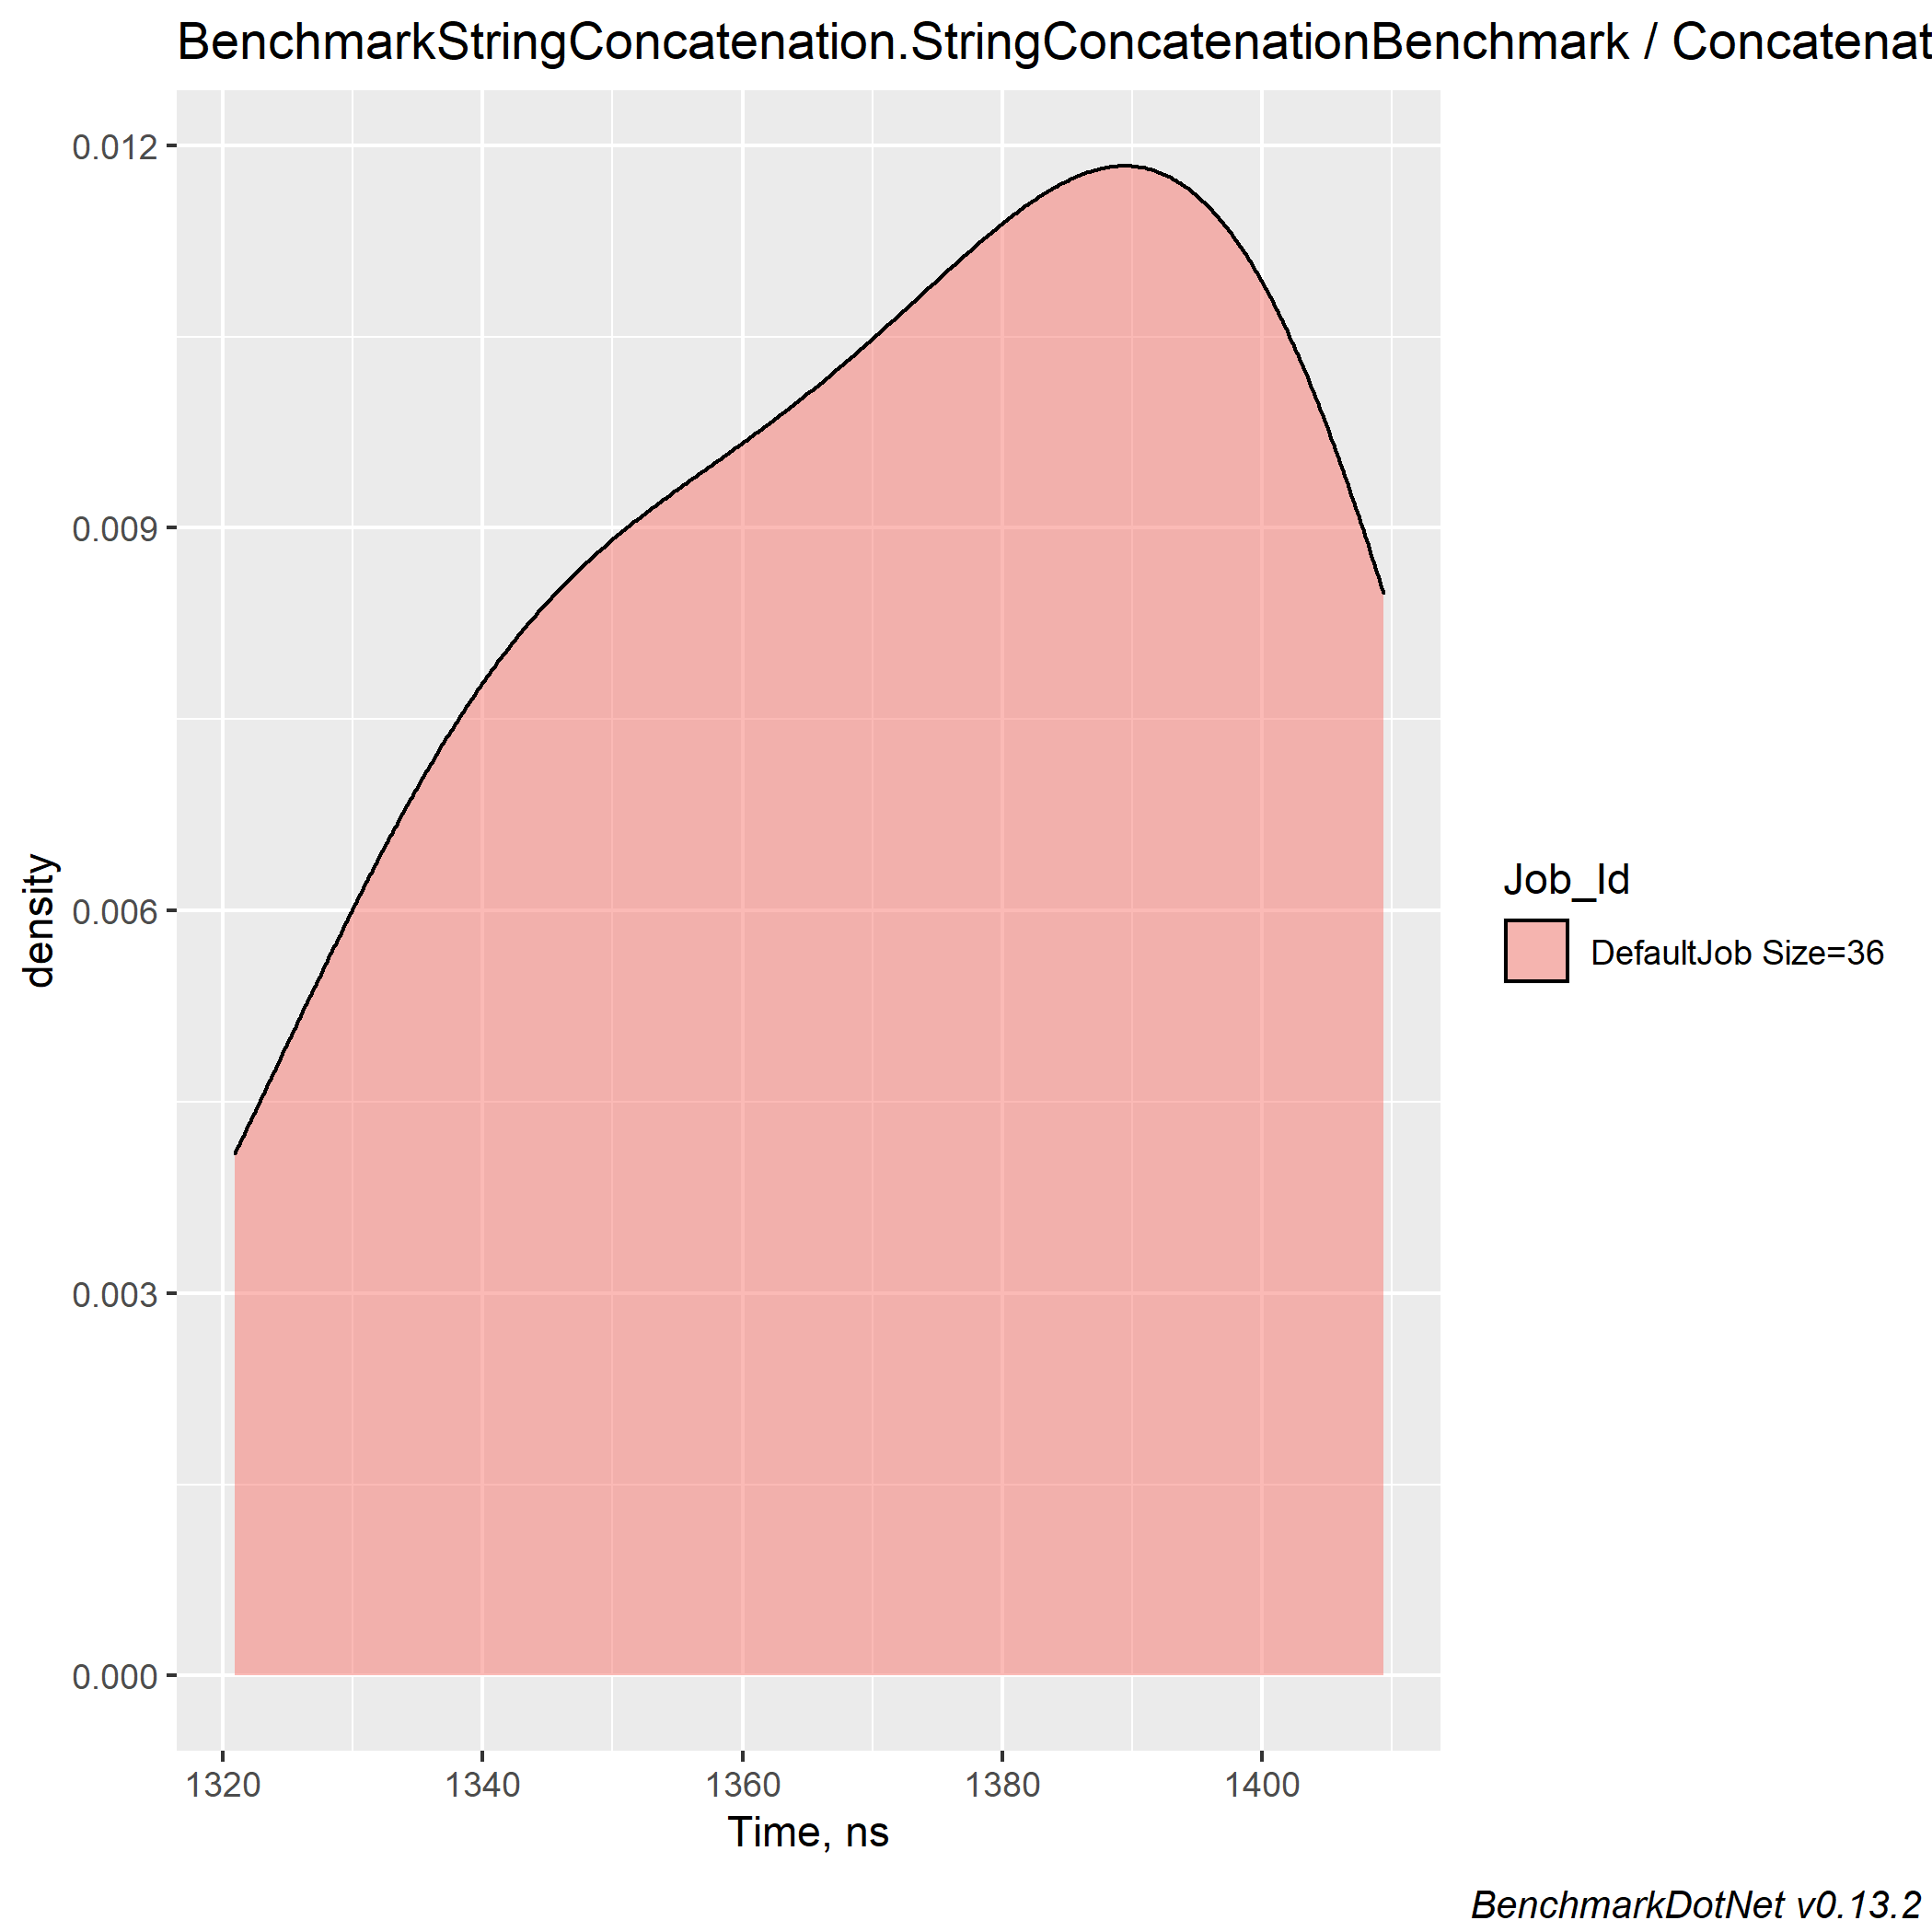 BenchmarkStringConcatenation.StringConcatenationBenchmark / Concatenat
0.012
0.009
0.006
0.003
0.000
density
1320 1340 1360 1380 1400
Time, ns
Job_Id
DefaultJob Size=36
BenchmarkDotNet v0.13.2